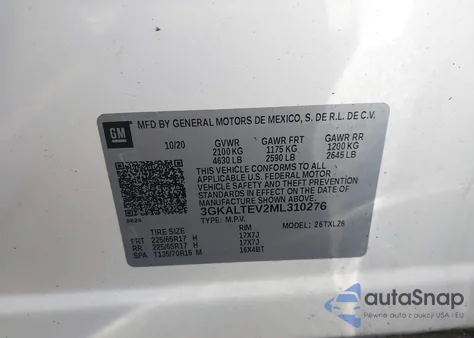 GM
MFD BY GENERAL MOTORS DE MEXICO, S. DE R.L. DE C.V.
10/20 GVWR GAWR FRT GAWR RR
2100 KG 1175 KG 1200 KG
4630 LB 2590 LB 2645 LB
THIS VEHICLE CONFORMS TO ALL
APPLICABLE U.S. FEDERAL MOTOR
VEHICLE SAFETY AND THEFT PREVENTION
STANDARDS IN EFFECT ON THE DATE OF
MANUFACTURE SHOWN ABOVE.
3GKALTEV2ML310276
TYPE: M.P.V. MODEL: 26TXL26
TIRE SIZE RIM
FRT 225/65R17 H 17X7J
RR 225/65R17 H 17X7J
SPA T135/70R16 M 16X4BT
autoSnap
Pewne auto z aukcji USA i EU